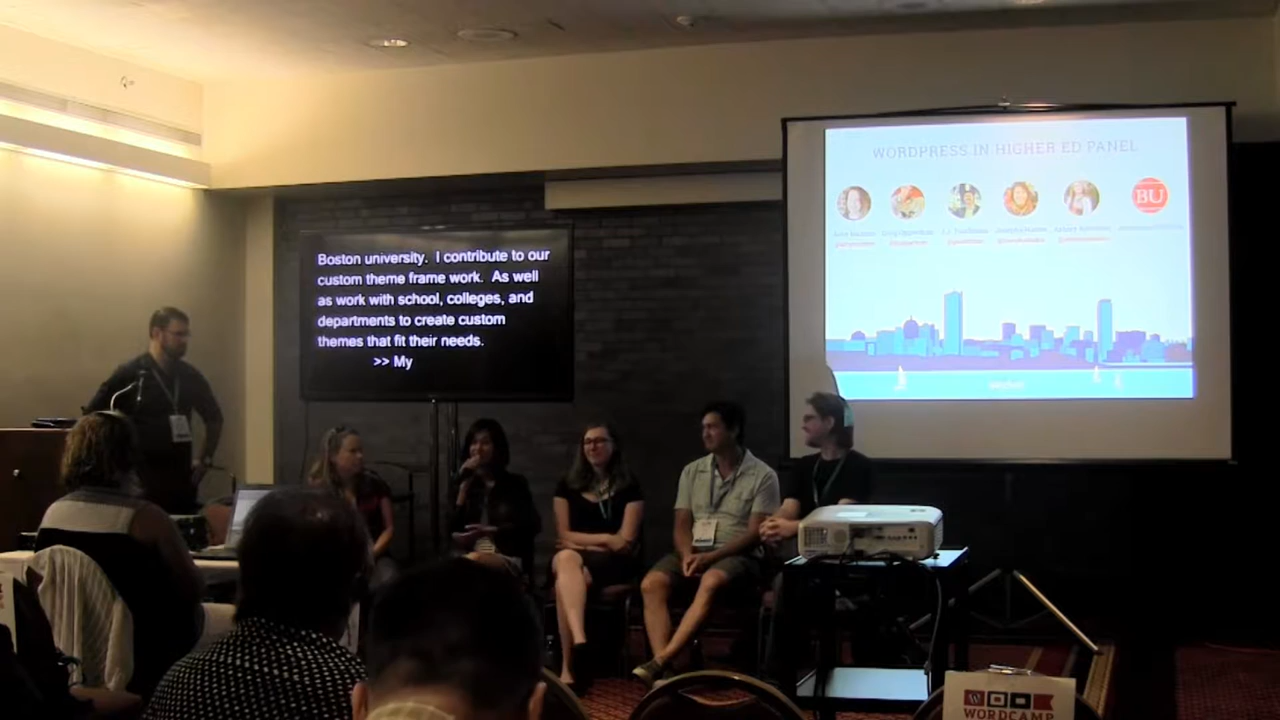 Boston university. I contribute to our
custom theme frame work. As well
as work with school, colleges, and
departments to create custom
themes that fit their needs.
>> My
WORDPRESS IN HIGHER ED PANEL
BU
WORDCAMP